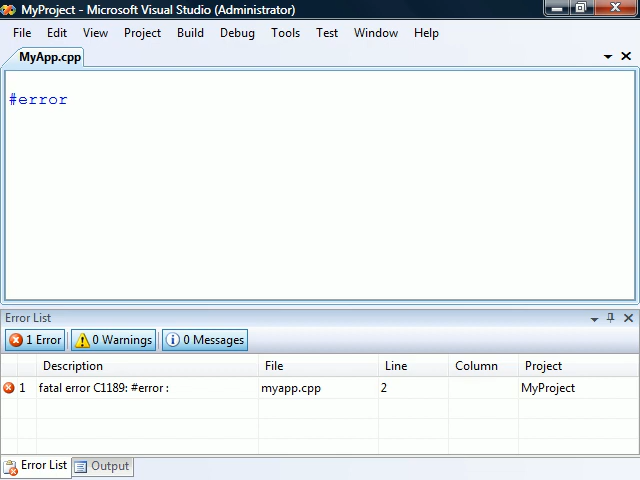 MyProject - Microsoft Visual Studio (Administrator)
File Edit View Project Build Debug Tools Test Window Help
MyApp.cpp
#error
Error List
1 Error 0 Warnings 0 Messages
Description File Line Column Project
1 fatal error C1189: #error : myapp.cpp 2 MyProject
Error List Output